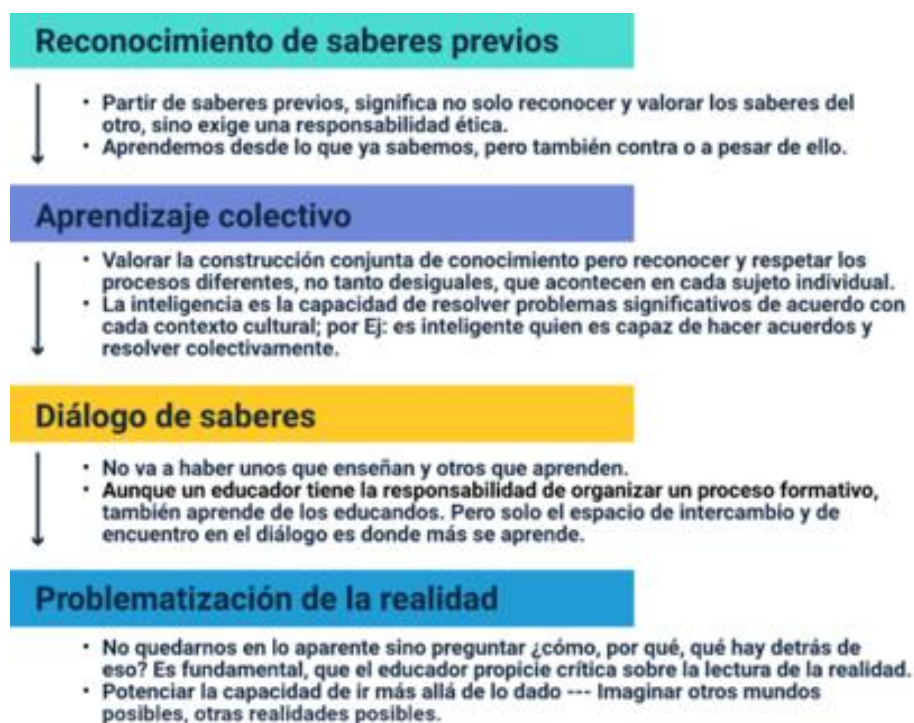 Reconocimiento de saberes previos
• Partir de saberes previos, significa no solo reconocer y valorar los saberes del
otro, sino exige una responsabilidad ética.
• Aprendemos desde lo que ya sabemos, pero también contra o a pesar de ello.
Aprendizaje colectivo
• Valorar la construcción conjunta de conocimiento pero reconocer y respetar los
procesos diferentes, no tanto desiguales, que acontecen en cada sujeto individual.
• La inteligencia es la capacidad de resolver problemas significativos de acuerdo con
cada contexto cultural; por Ej: es inteligente quien es capaz de hacer acuerdos y
resolver colectivamente.
Diálogo de saberes
• No va a haber unos que enseñan y otros que aprenden.
• Aunque un educador tiene la responsabilidad de organizar un proceso formativo,
también aprende de los educandos. Pero solo el espacio de intercambio y de
encuentro en el diálogo es donde más se aprende.
Problematización de la realidad
• No quedarnos en lo aparente sino preguntar ¿cómo, por qué, qué hay detrás de
eso? Es fundamental, que el educador propicie crítica sobre la lectura de la realidad.
• Potenciar la capacidad de ir más allá de lo dado --- Imaginar otros mundos
posibles, otras realidades posibles.